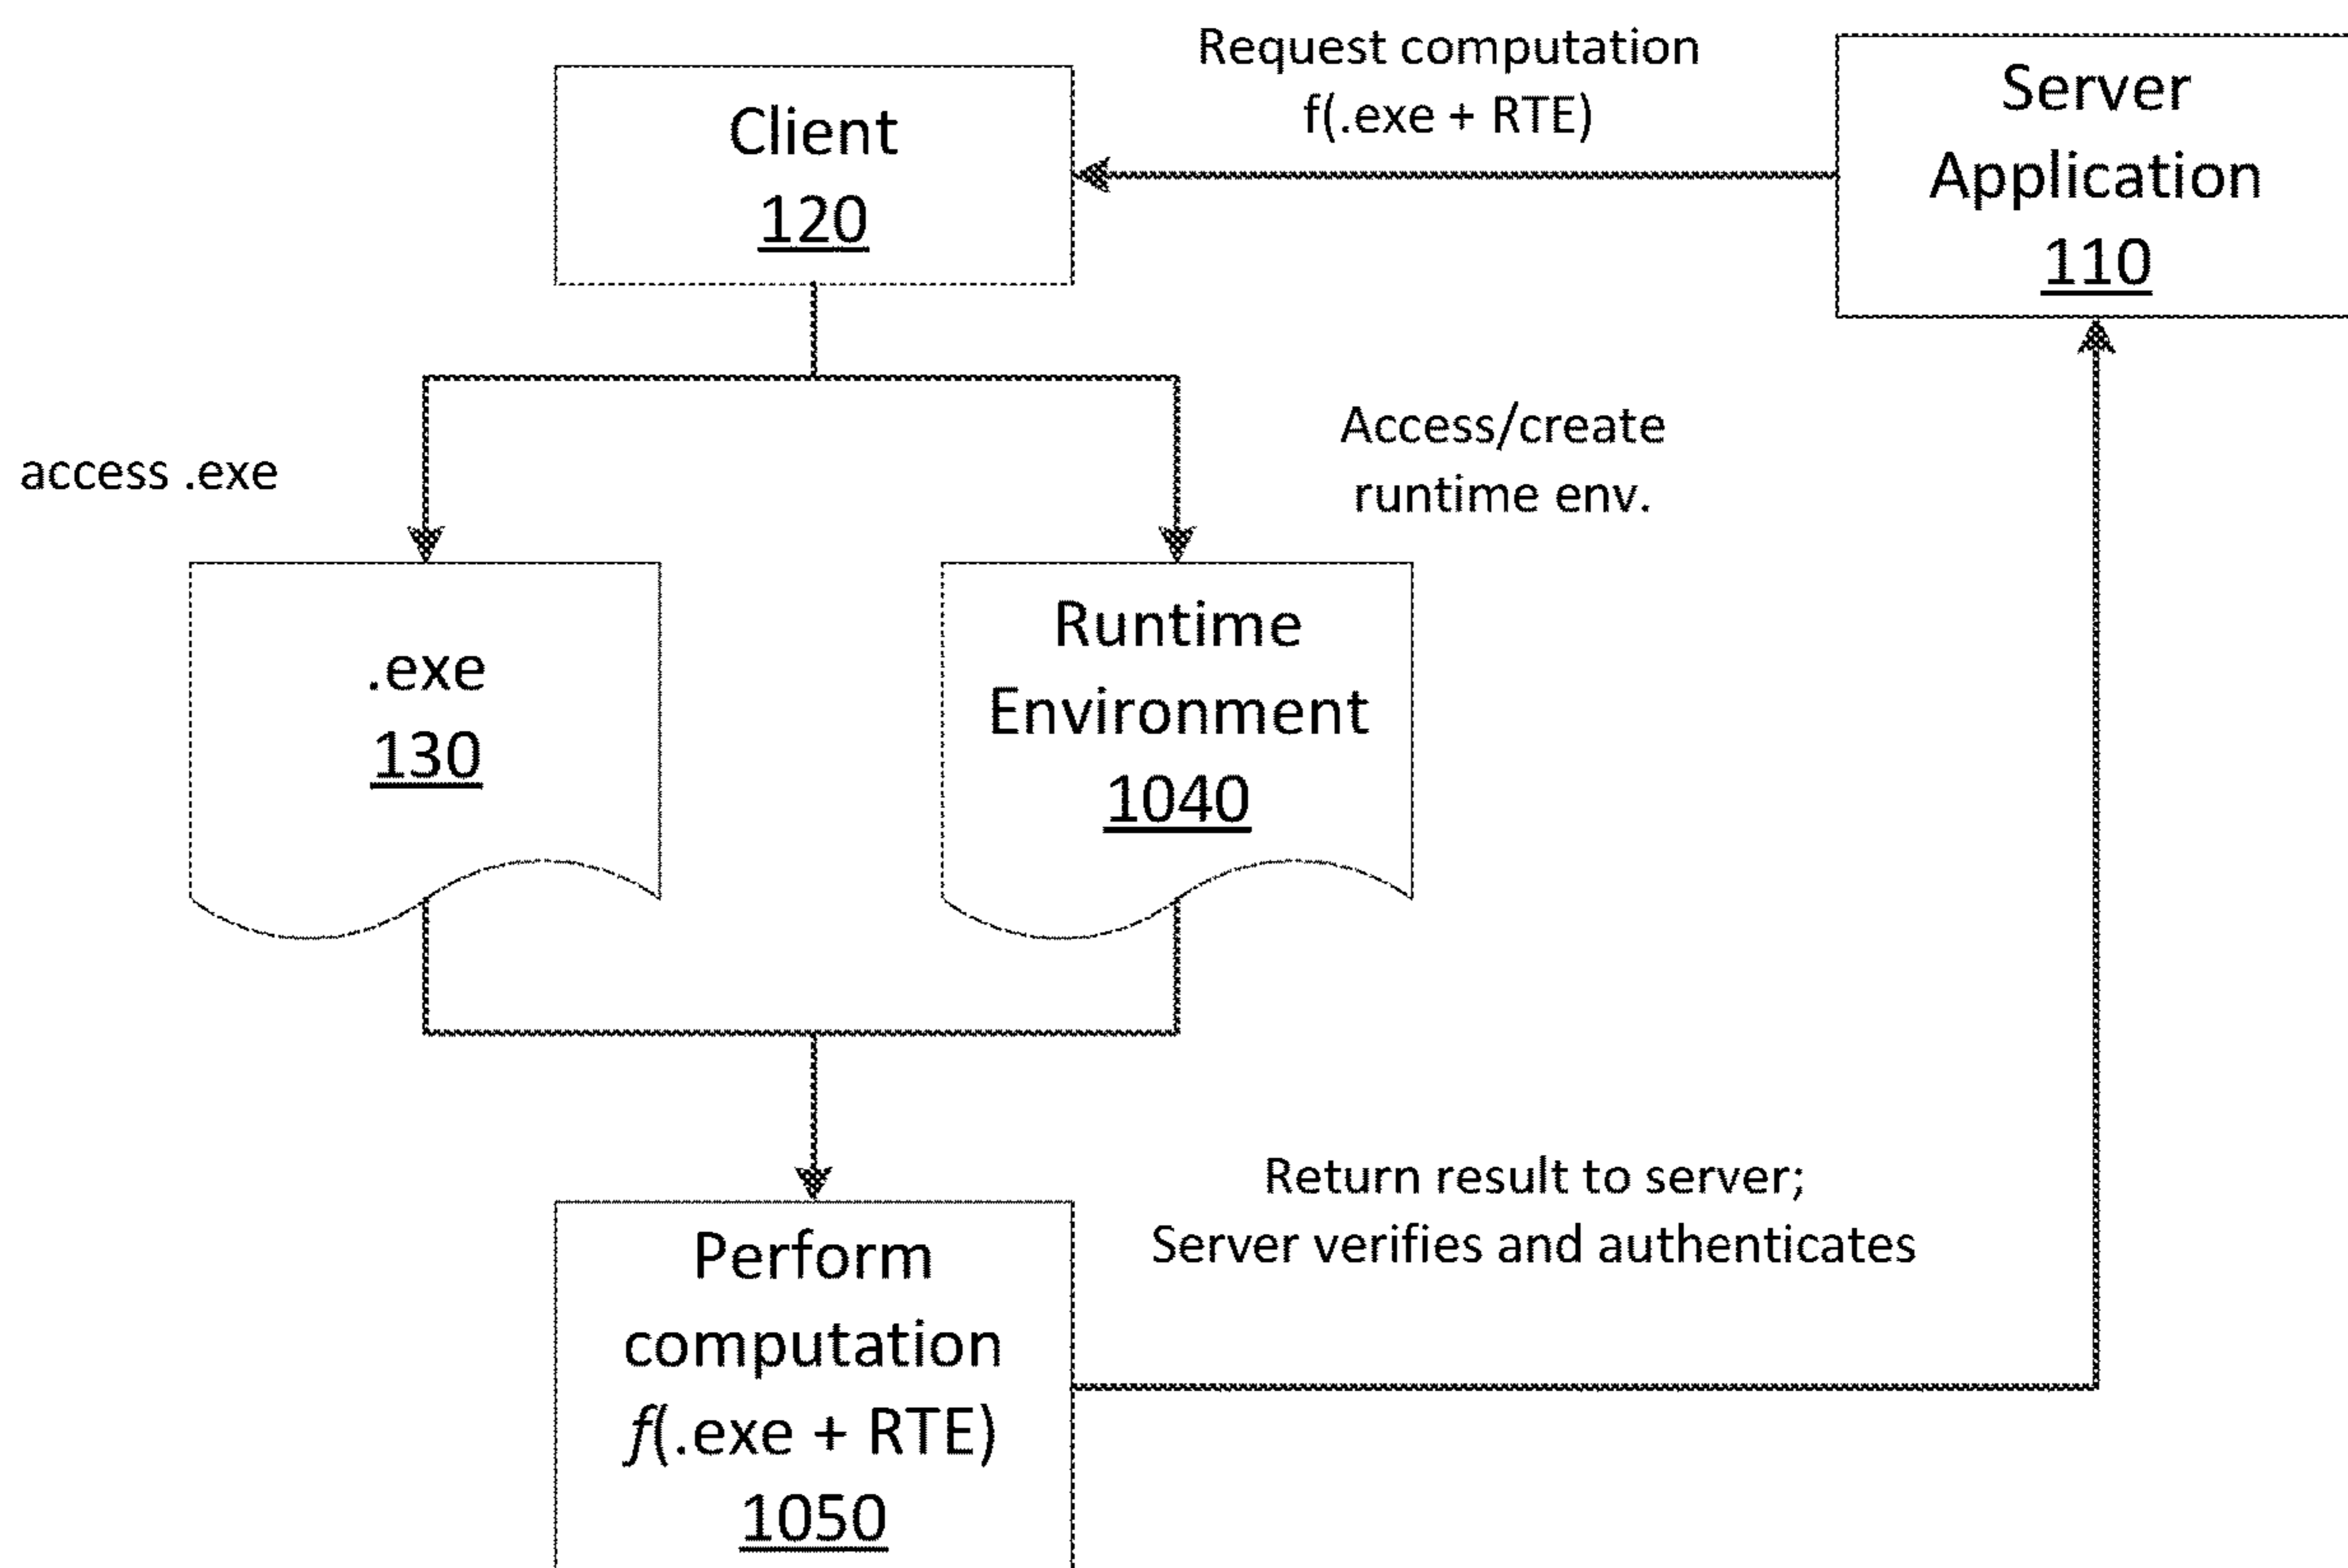 Request computation
f(.exe + RTE)
Client
120
Server
Application
110
access .exe
Access/create
runtime env.
.exe
130
Runtime
Environment
1040
Return result to server;
Server verifies and authenticates
Perform
computation
f(.exe + RTE)
1050